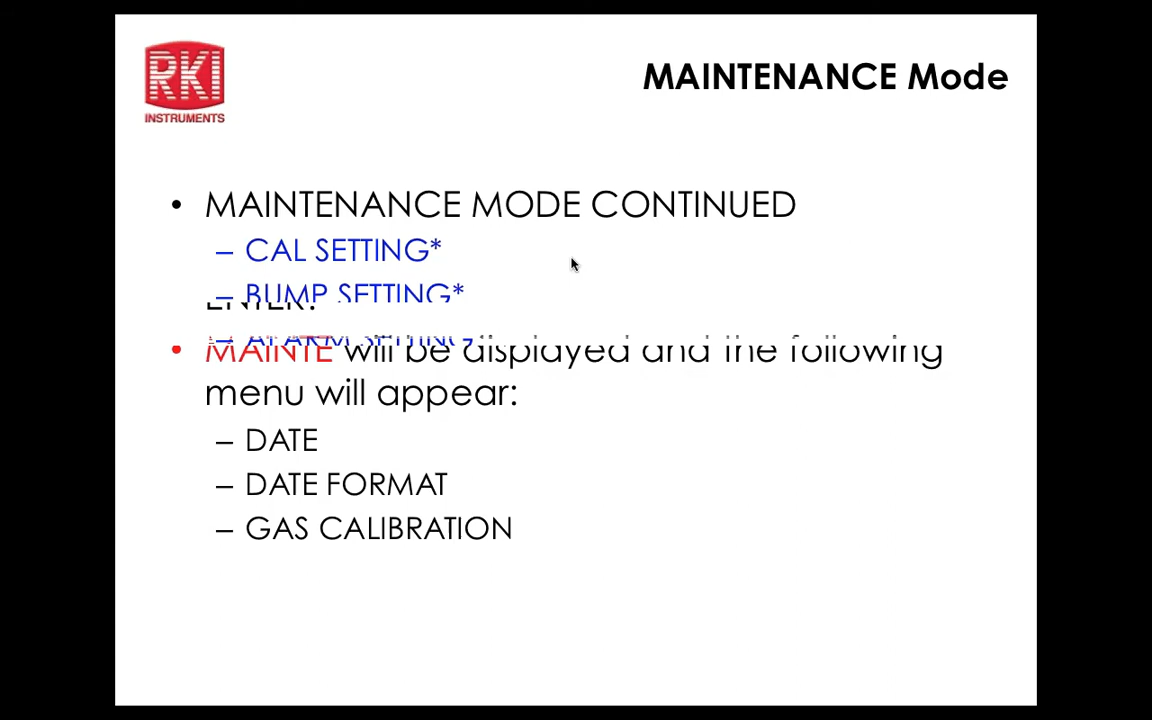 RKI
INSTRUMENTS
MAINTENANCE Mode
• MAINTENANCE MODE CONTINUED
– CAL SETTING*
– BUMP SETTING*
• MAINTE will be displayed and the following
menu will appear:
– DATE
– DATE FORMAT
– GAS CALIBRATION